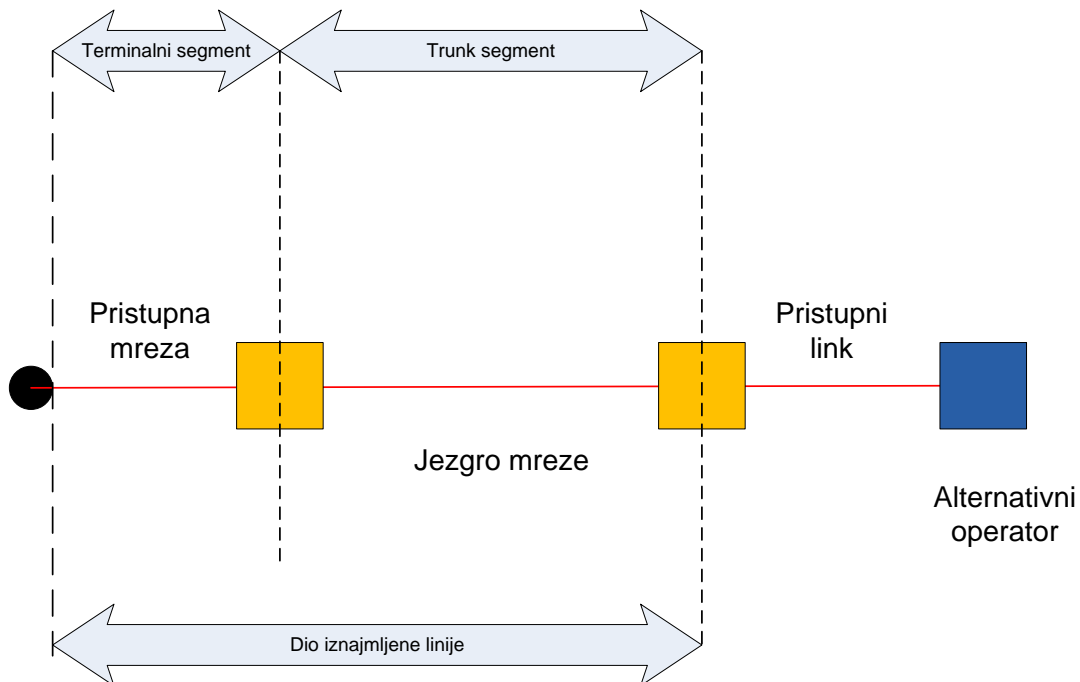 Terminalni segment
Trunk segment
Pristupna
mreza
Pristupni
link
Jezgro mreze
Alternativni
operator
Dio iznajmljene linije